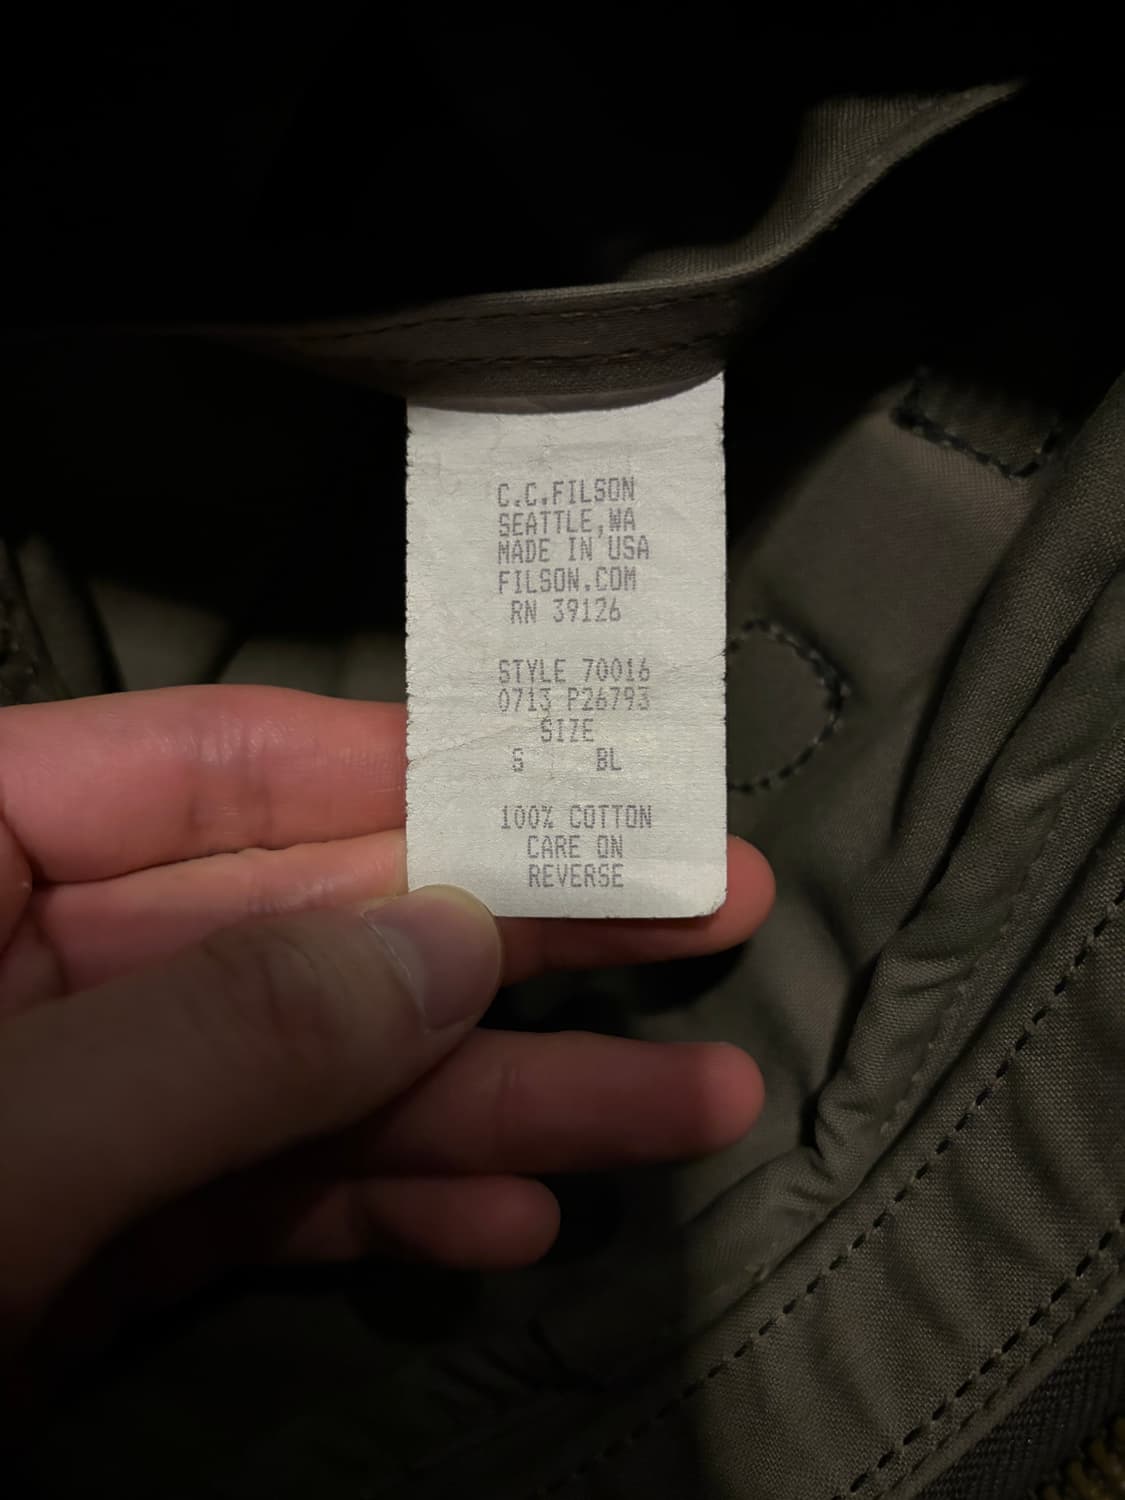 C.C.FILSON
SEATTLE,WA
MADE IN USA
FILSON.COM
RN 39126
STYLE 70016
0713 P26793
SIZE
S BL
100% COTTON
CARE ON
REVERSE